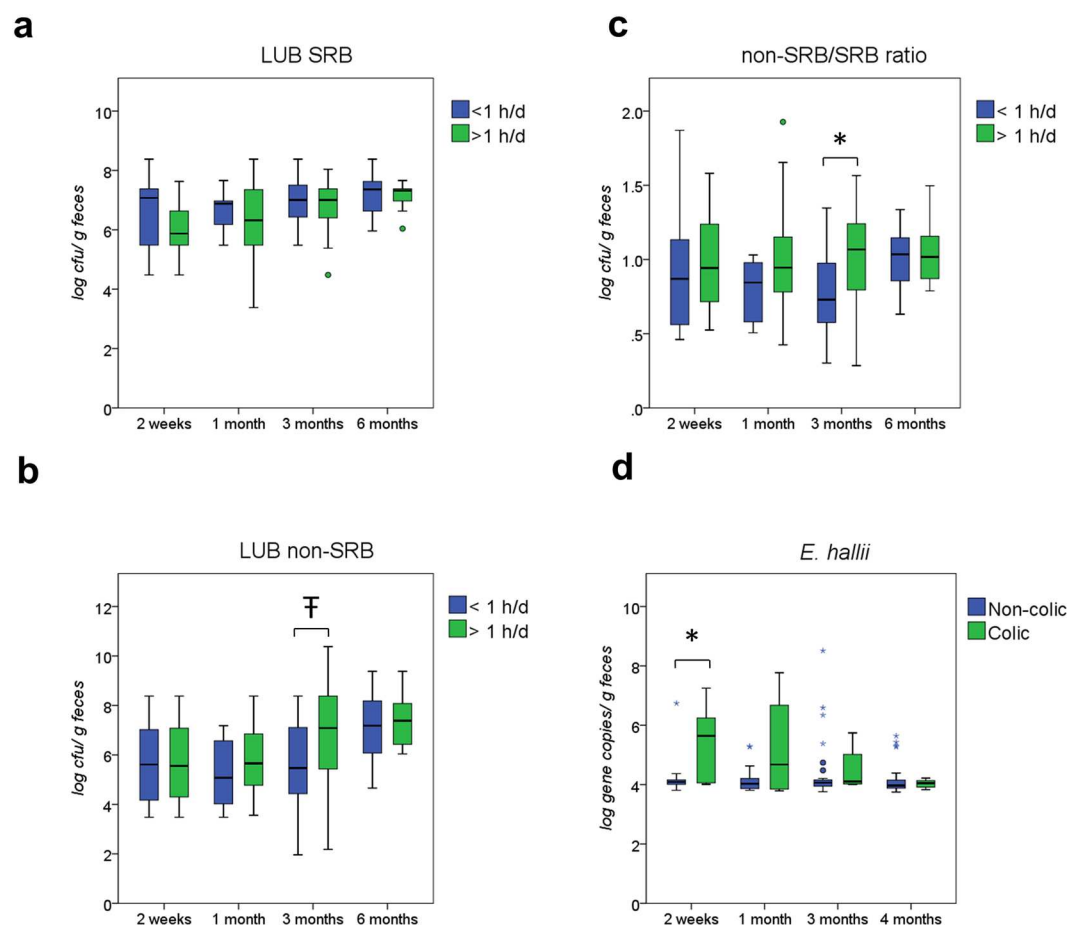 a
LUB SRB
log cfu/ g feces
10
8
6
4
2
0
2 weeks 1 month 3 months 6 months
<1 h/d
>1 h/d
c
non-SRB/SRB ratio
log cfu/ g feces
2.0
1.5
1.0
.5
.0
*
2 weeks 1 month 3 months 6 months
< 1 h/d
> 1 h/d
b
LUB non-SRB
log cfu/ g feces
12
10
8
6
4
2
0
Ŧ
2 weeks 1 month 3 months 6 months
< 1 h/d
> 1 h/d
d
E. hallii
log gene copies/ g feces
10
8
6
4
2
0
*
2 weeks 1 month 3 months 4 months
Non-colic
Colic